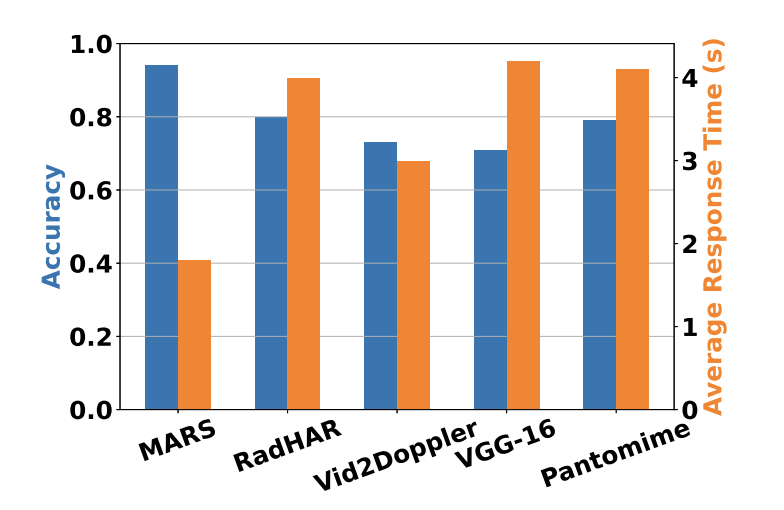 Accuracy
1.0
0.8
0.6
0.4
0.2
0.0
4
3
2
1
0
Average Response Time (s)
MARS
RadHAR
Vid2Doppler
VGG-16
Pantomime